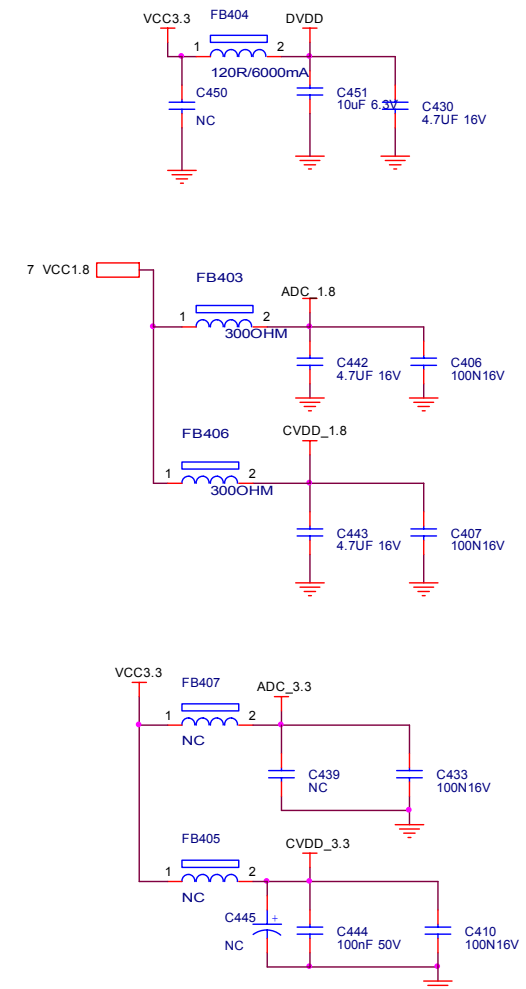 FB404
VCC3.3
DVDD
1
2
120R/6000mA
C450
NC
C451
10uF 6.3V
C430
4.7UF 16V
7 VCC1.8
FB403
ADC_1.8
1
2
300OHM
C442
4.7UF 16V
C406
100N16V
CVDD_1.8
FB406
1
2
300OHM
C443
4.7UF 16V
C407
100N16V
VCC3.3
FB407
ADC_3.3
1
2
NC
C439
NC
C433
100N16V
FB405
CVDD_3.3
1
2
NC
C445
+
NC
C444
100nF 50V
C410
100N16V